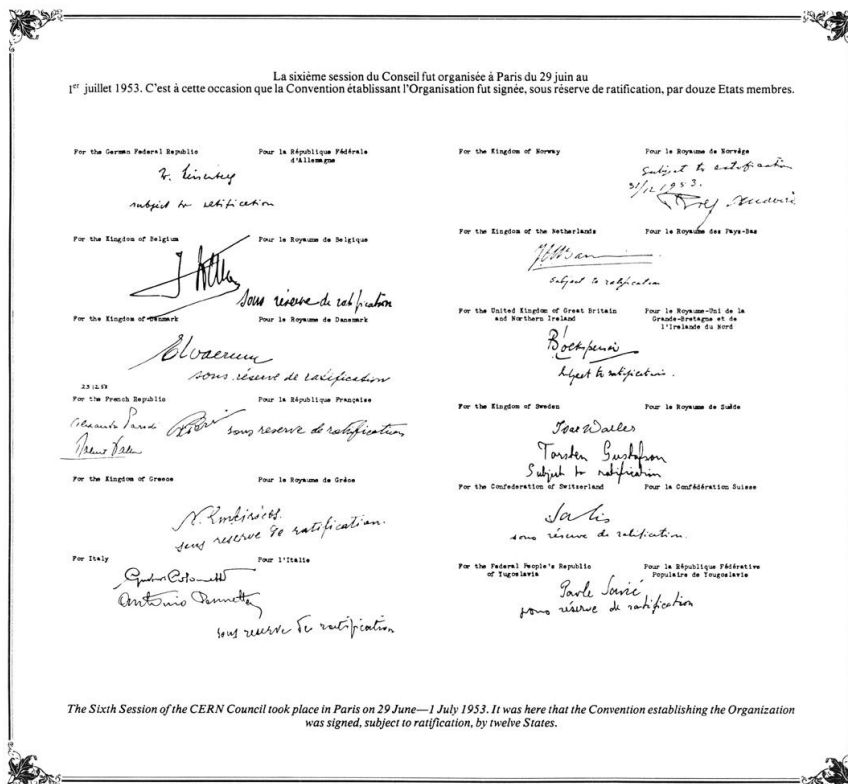 La sixième session du Conseil fut organisée à Paris du 29 juin au
1er juillet 1953. C'est à cette occasion que la Convention établissant l'Organisation fut signée, sous réserve de ratification, par douze Etats membres.
For the German Federal Republic
Pour la République Fédérale
d'Allemagne
subject to ratification
For the Kingdom of Belgium
Pour le Royaume de Belgique
sous réserve de ratification
For the Kingdom of Denmark
Pour le Royaume de Danemark
sous réserve de ratification
23 12 53
For the French Republic
Pour la République Française
Alexandre Parodi
sous reserve de ratification
For the Kingdom of Greece
Pour le Royaume de Grèce
sous reserve de ratification.
For Italy
Pour l'Italie
Gustavo Colonnetti
Antonio Pennetta
sous reserve de ratification
For the Kingdom of Norway
Pour le Royaume de Norvège
Subject to ratification
31/12 1953.
For the Kingdom of the Netherlands
Pour le Royaume des Pays-Bas
subject to ratification
For the United Kingdom of Great Britain
and Northern Ireland
Pour le Royaume-Uni de la
Grande-Bretagne et de
l'Irelande du Nord
subject to ratification.
For the Kingdom of Sweden
Pour le Royaume de Suède
Ivar Waller
Torsten Gustafson
Subject to ratification
For the Confederation of Switzerland
Pour la Confédération Suisse
Salis
sous réserve de ratification.
For the Federal People's Republic
of Yugoslavia
Pour la République Fédérative
Populaire de Yougoslavie
Pavle Savić
sous réserve de ratification
The Sixth Session of the CERN Council took place in Paris on 29 June—1 July 1953. It was here that the Convention establishing the Organization
was signed, subject to ratification, by twelve States.